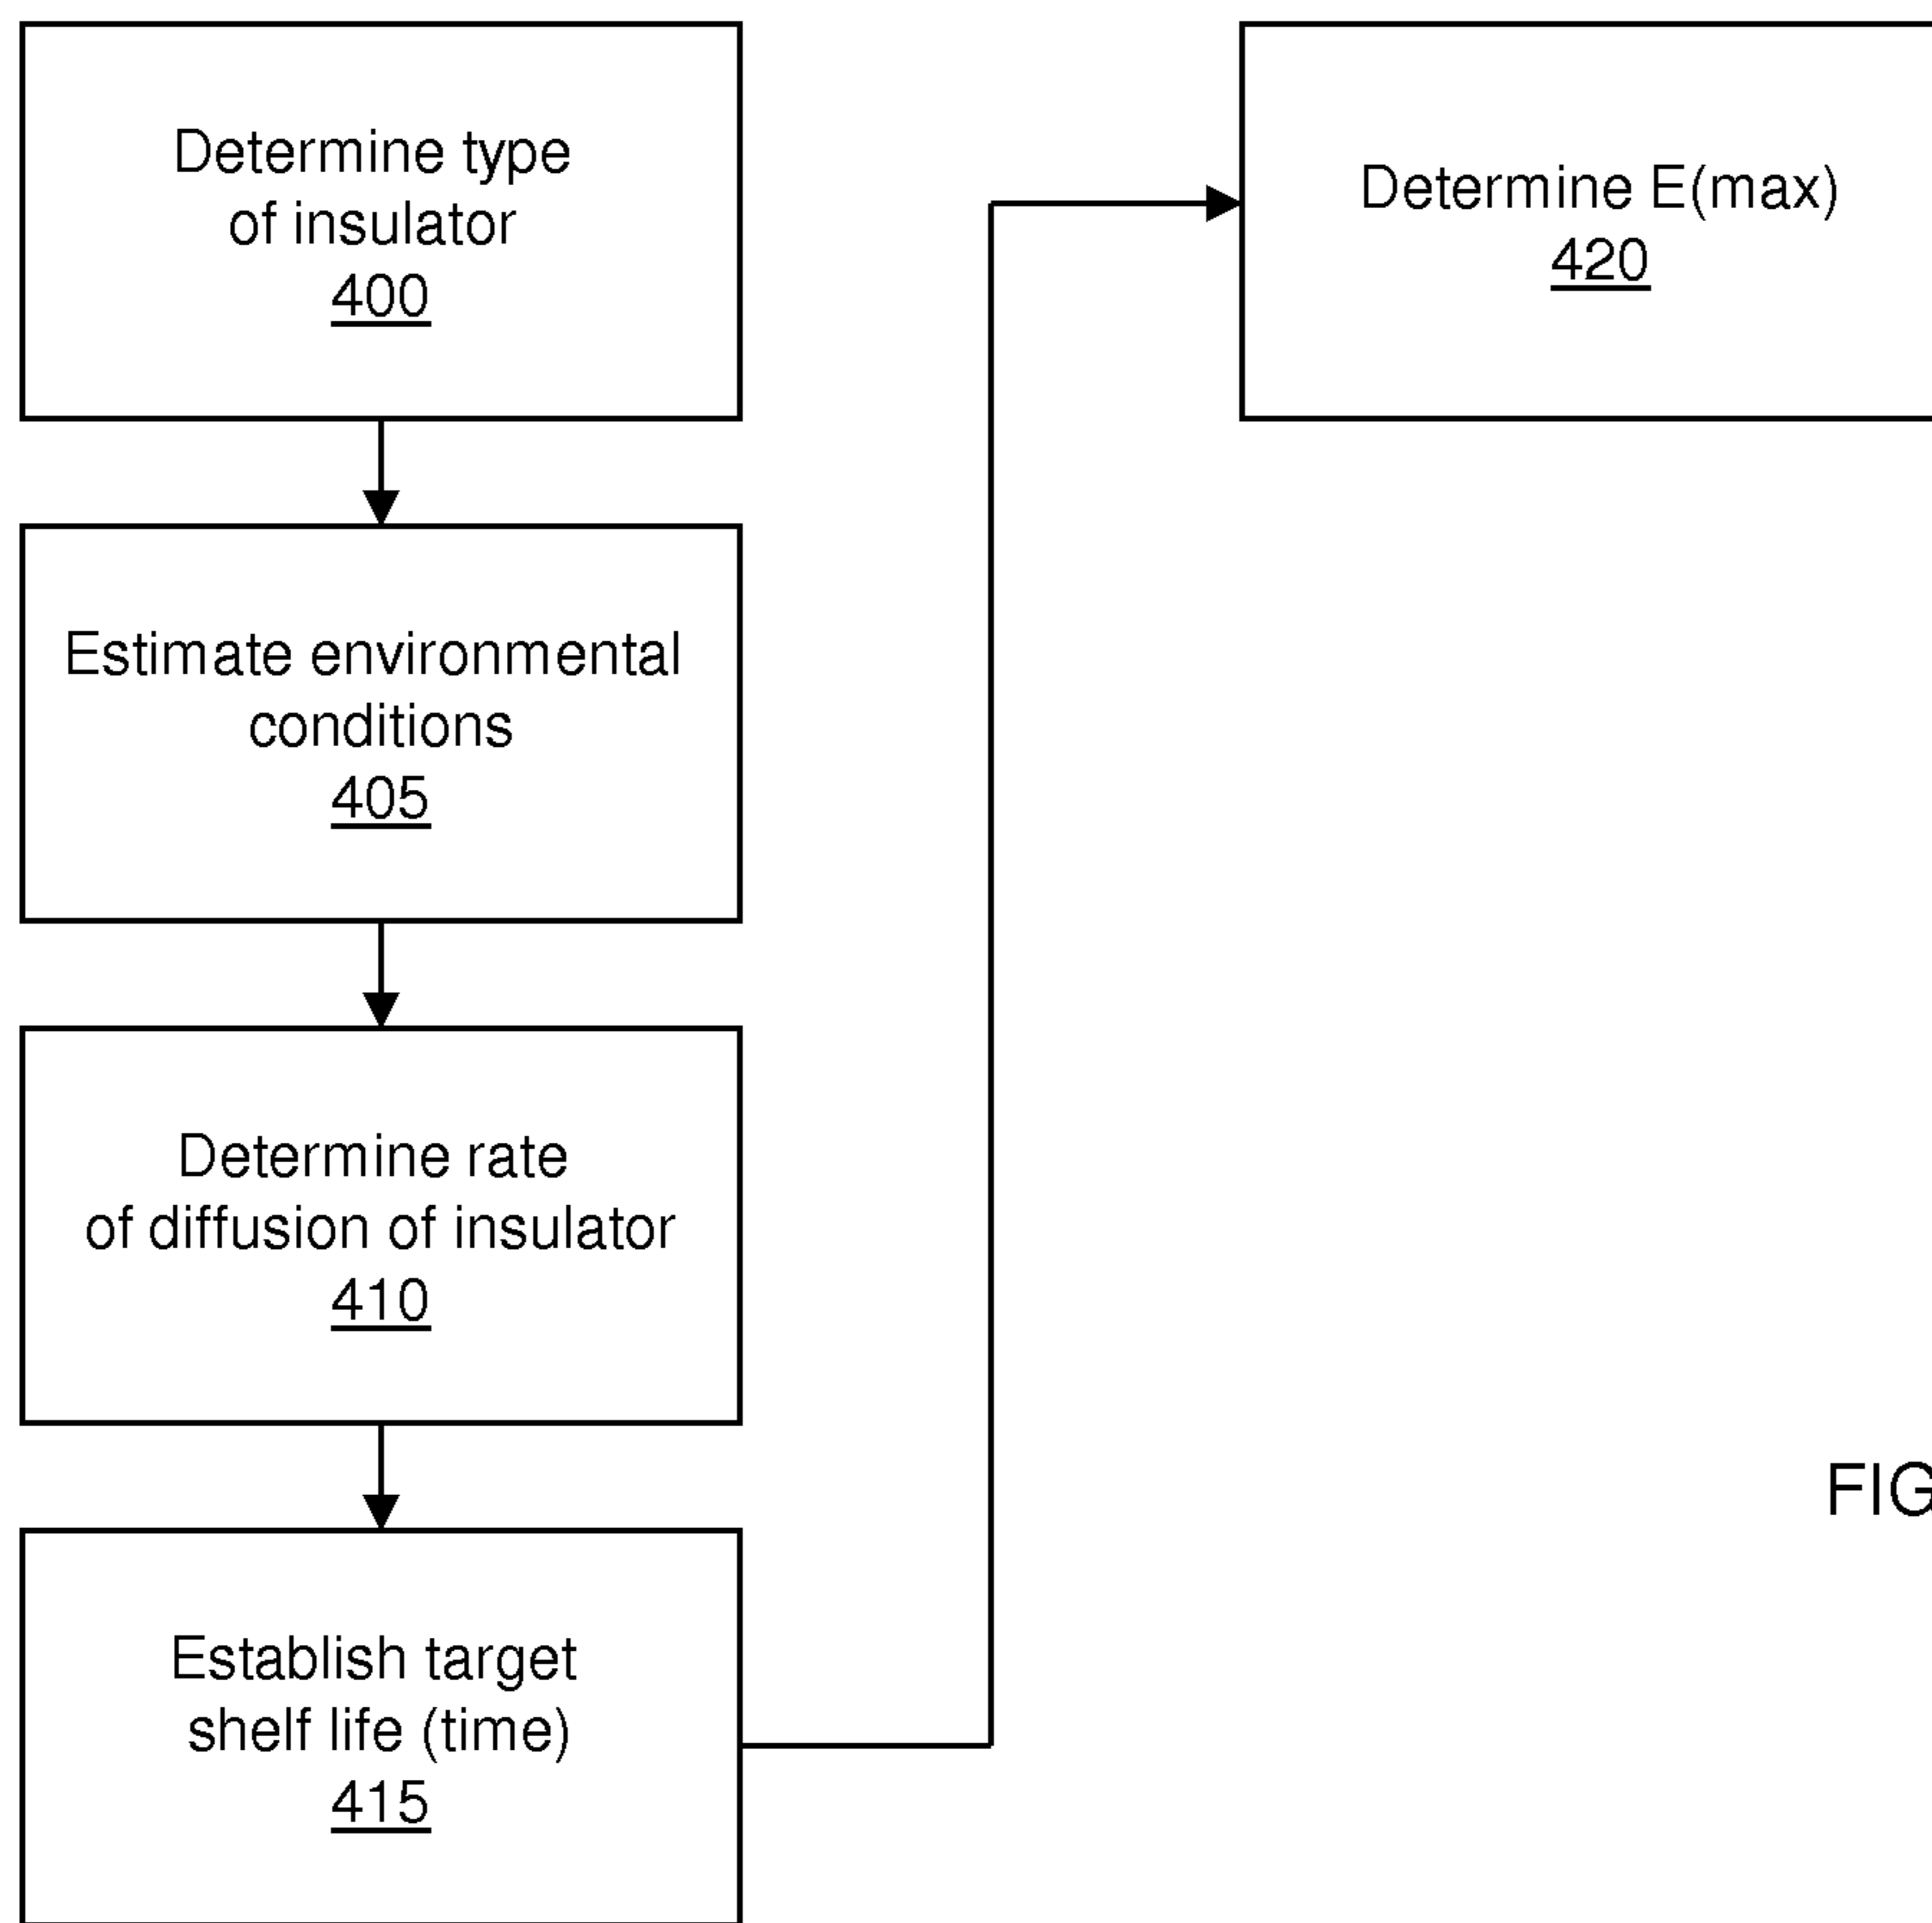 Determine type
of insulator
400
Estimate environmental
conditions
405
Determine rate
of diffusion of insulator
410
Establish target
shelf life (time)
415
Determine E(max)
420
FIG